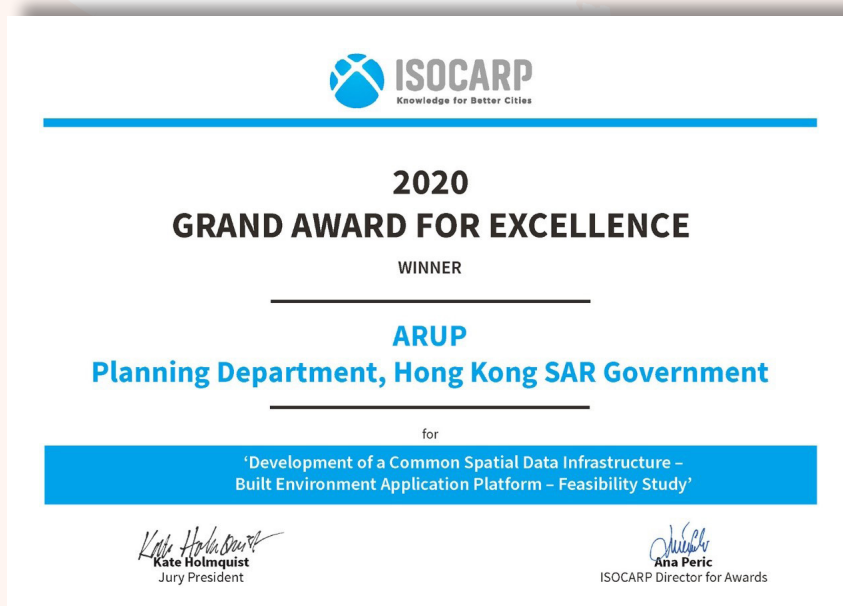 ISOCARP
Knowledge for Better Cities
2020
GRAND AWARD FOR EXCELLENCE
WINNER
ARUP
Planning Department, Hong Kong SAR Government
for
‘Development of a Common Spatial Data Infrastructure –
Built Environment Application Platform – Feasibility Study’
Kate Holmquist
Kate Holmquist
Jury President
Ana Peric
ISOCARP Director for Awards